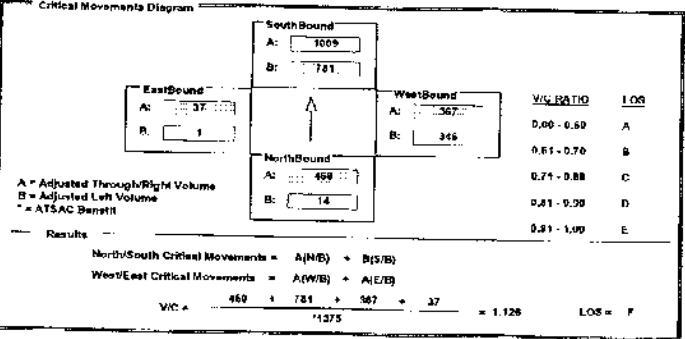 Critical Movements Diagram
SouthBound
A: 1009
B: 781
EastBound
A: 37
B: 1
WestBound
A: 367
B: 346
V/C RATIO LOS
0.00 - 0.60 A
0.61 - 0.70 B
0.71 - 0.80 C
0.81 - 0.90 D
0.91 - 1.00 E
NorthBound
A: 460
B: 14
A = Adjusted Through/Right Volume
B = Adjusted Left Volume
* = ATSAC Benefit
Results
North/South Critical Movements = A(N/B) + B(S/B)
West/East Critical Movements = A(W/B) + A(E/B)
V/C = 460 + 781 + 367 + 37 = 1.126 LOS = F
*1375